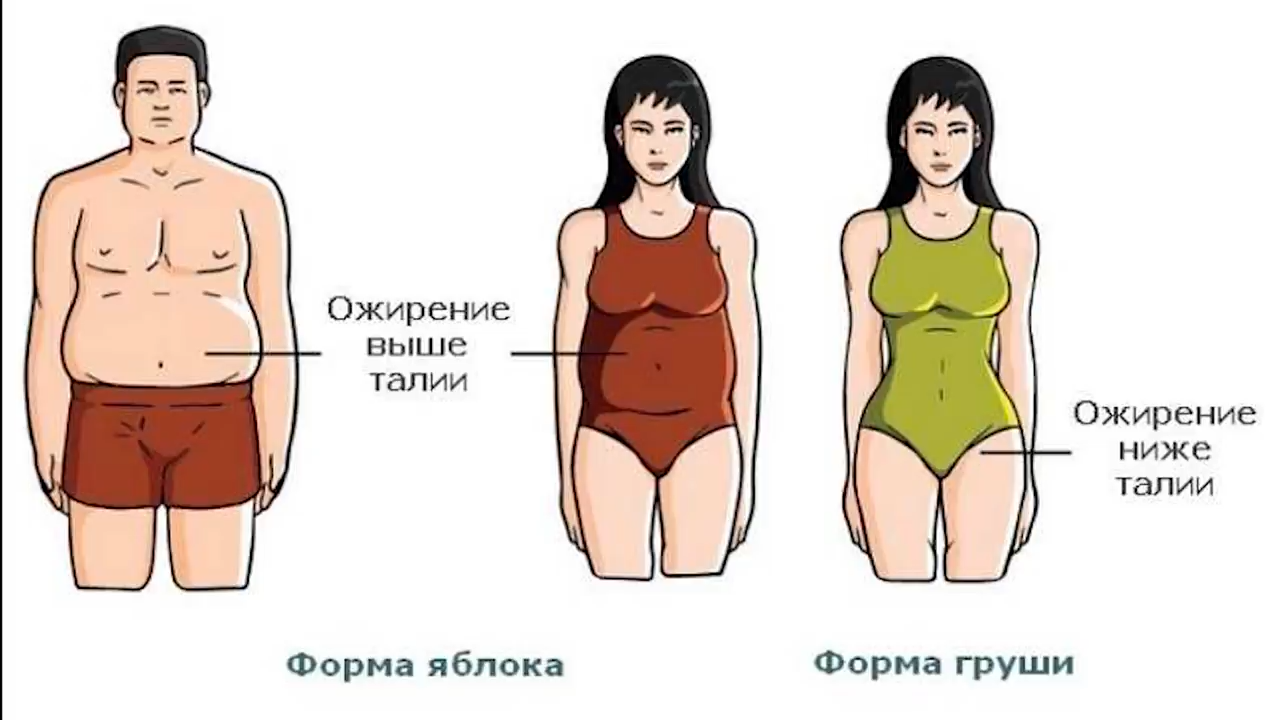 Ожирение
выше
талии
Ожирение
ниже
талии
Форма яблока
Форма груши